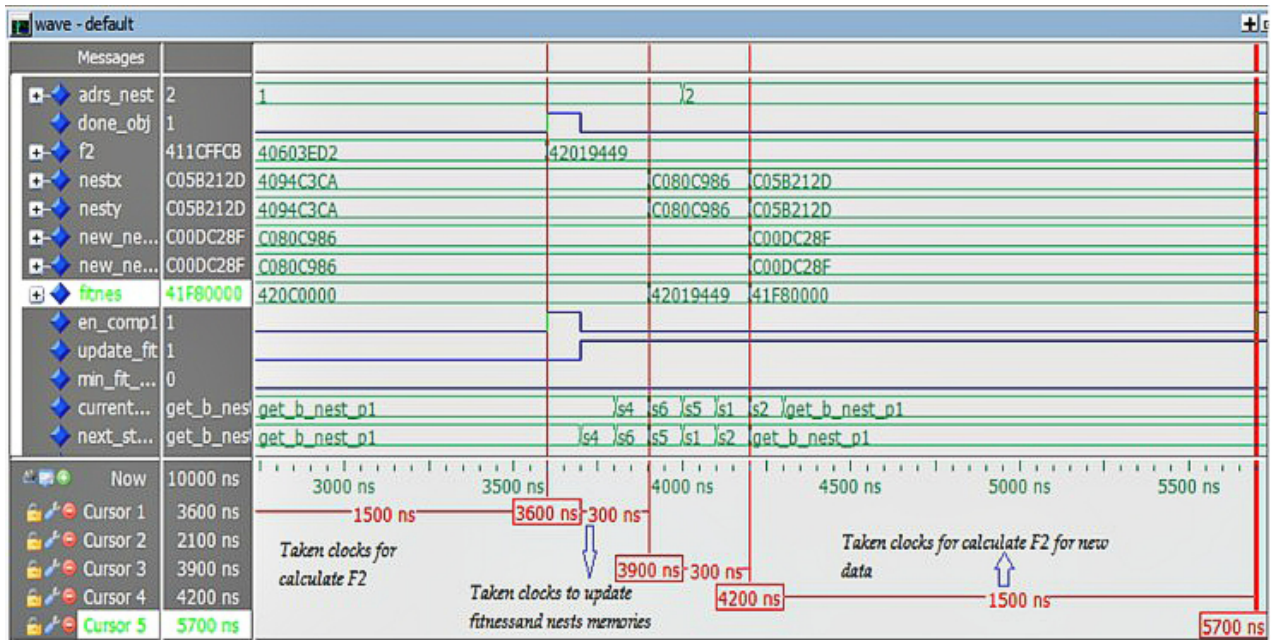 wave - default
Messages
adrs_nest 2 1 2
done_obj 1
f2 411CFFCB 40603ED2 42019449
nestx C05B212D 4094C3CA C080C986 C05B212D
nesty C05B212D 4094C3CA C080C986 C05B212D
new_ne... C00DC28F C080C986 C00DC28F
new_ne... C00DC28F C080C986 C00DC28F
fitnes 41F80000 420C0000 42019449 41F80000
en_comp1 1
update_fit 1
min_fit_... 0
current... get_b_nest get_b_nest_p1 s4 s6 s5 s1 s2 get_b_nest_p1
next_st... get_b_nest get_b_nest_p1 s4 s6 s5 s1 s2 get_b_nest_p1
Now 10000 ns 3000 ns 3500 ns 4000 ns 4500 ns 5000 ns 5500 ns
Cursor 1 3600 ns 1500 ns 3600 ns 300 ns
Cursor 2 2100 ns
Cursor 3 3900 ns 3900 ns 300 ns
Cursor 4 4200 ns 4200 ns 1500 ns
Cursor 5 5700 ns 5700 ns
Taken clocks for
calculate F2
Taken clocks to update
fitnessand nests memories
Taken clocks for calculate F2 for new
data